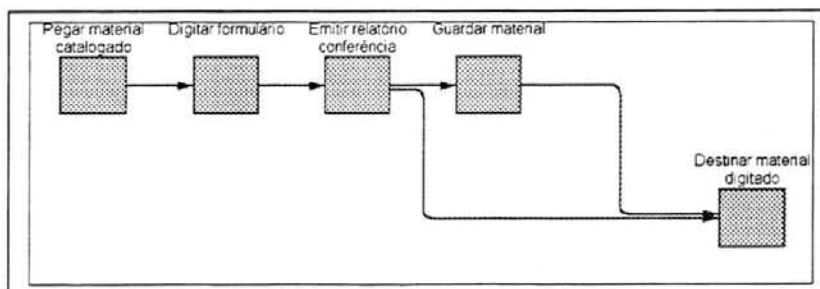 Pegar material
catalogado
Digitar formulário
Emitir relatório
conferência
Guardar material
Destinar material
digitado